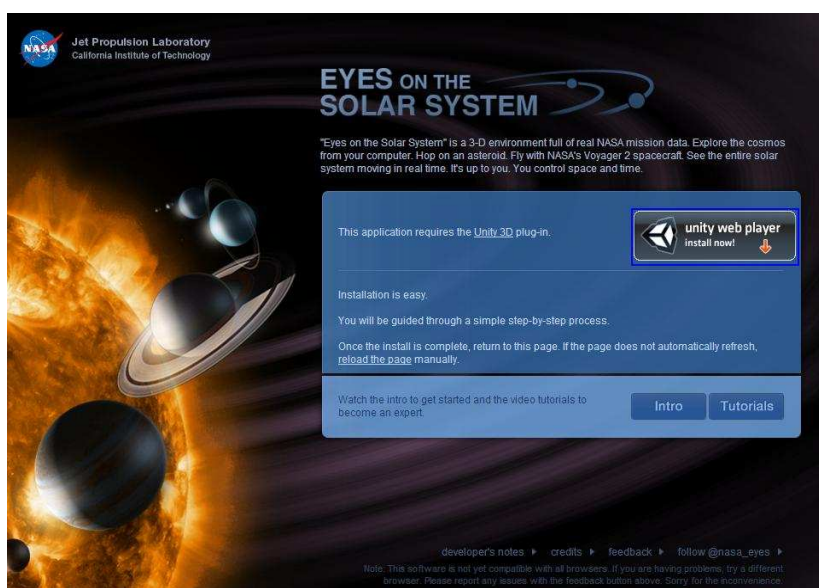 NASA
Jet Propulsion Laboratory
California Institute of Technology
EYES ON THE
SOLAR SYSTEM
"Eyes on the Solar System" is a 3-D environment full of real NASA mission data. Explore the cosmos
from your computer. Hop on an asteroid. Fly with NASA's Voyager 2 spacecraft. See the entire solar
system moving in real time. It's up to you. You control space and time.
This application requires the Unity 3D plug-in.
unity web player
install now!
Installation is easy.
You will be guided through a simple step-by-step process.
Once the install is complete, return to this page. If the page does not automatically refresh,
reload the page manually.
Watch the intro to get started and the video tutorials to
become an expert.
Intro
Tutorials
developer's notes credits feedback follow @nasa_eyes
Note: This software is not yet compatible with all browsers. If you are having problems, try a different
browser. Please report any issues with the feedback button above. Sorry for the inconvenience.